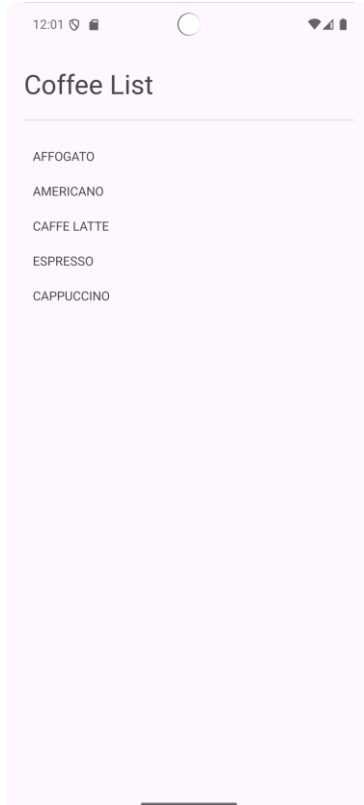 12:01
Coffee List
AFFOGATO
AMERICANO
CAFFE LATTE
ESPRESSO
CAPPUCCINO